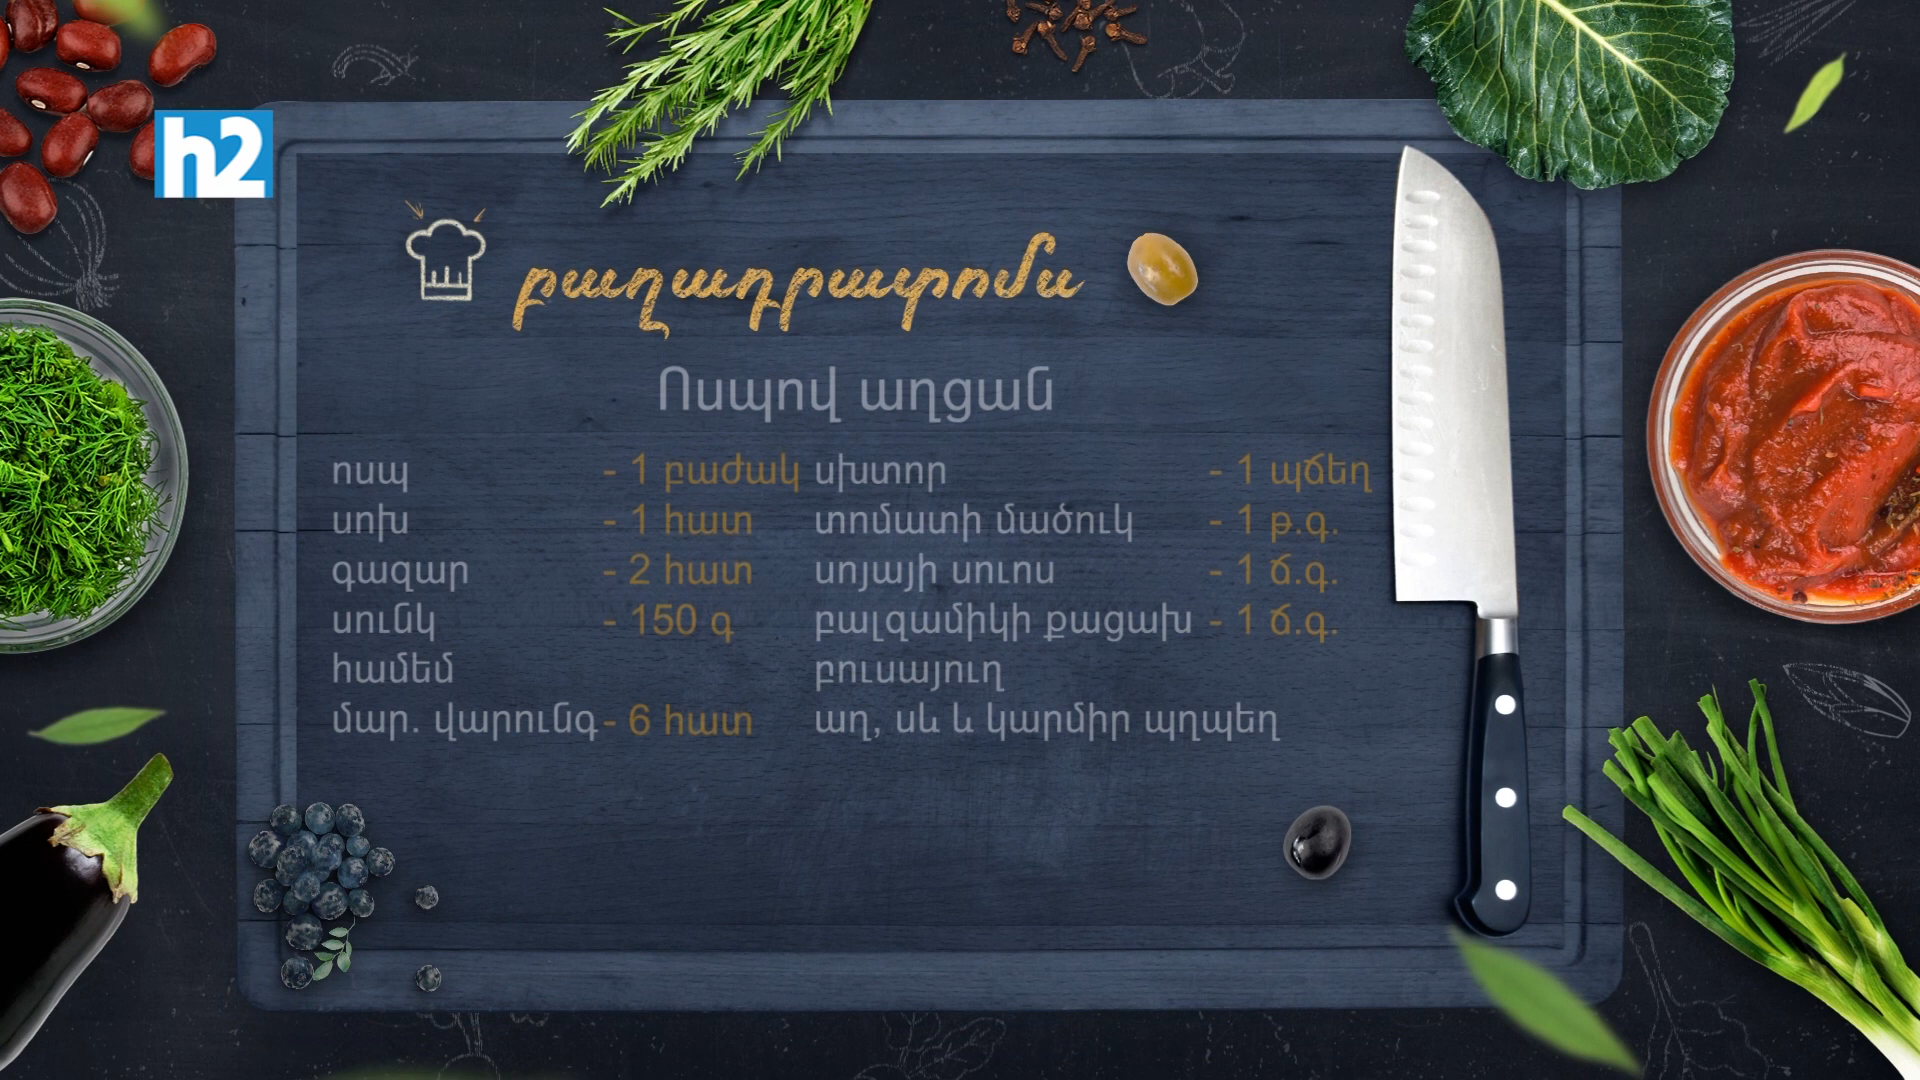 h2
բաղադրատոմս
Ոսպով աղցան
ոսպ - 1 բաժակ
սոխ - 1 հատ
գազար - 2 հատ
սունկ - 150 գ
համեմ
մար. վարունգ - 6 հատ
սխտոր - 1 պճեղ
տոմատի մածուկ - 1 թ.գ.
սոյայի սուոս - 1 ճ.գ.
բալզամիկի քացախ - 1 ճ.գ.
բուսայուղ
աղ, սև և կարմիր պղպեղ